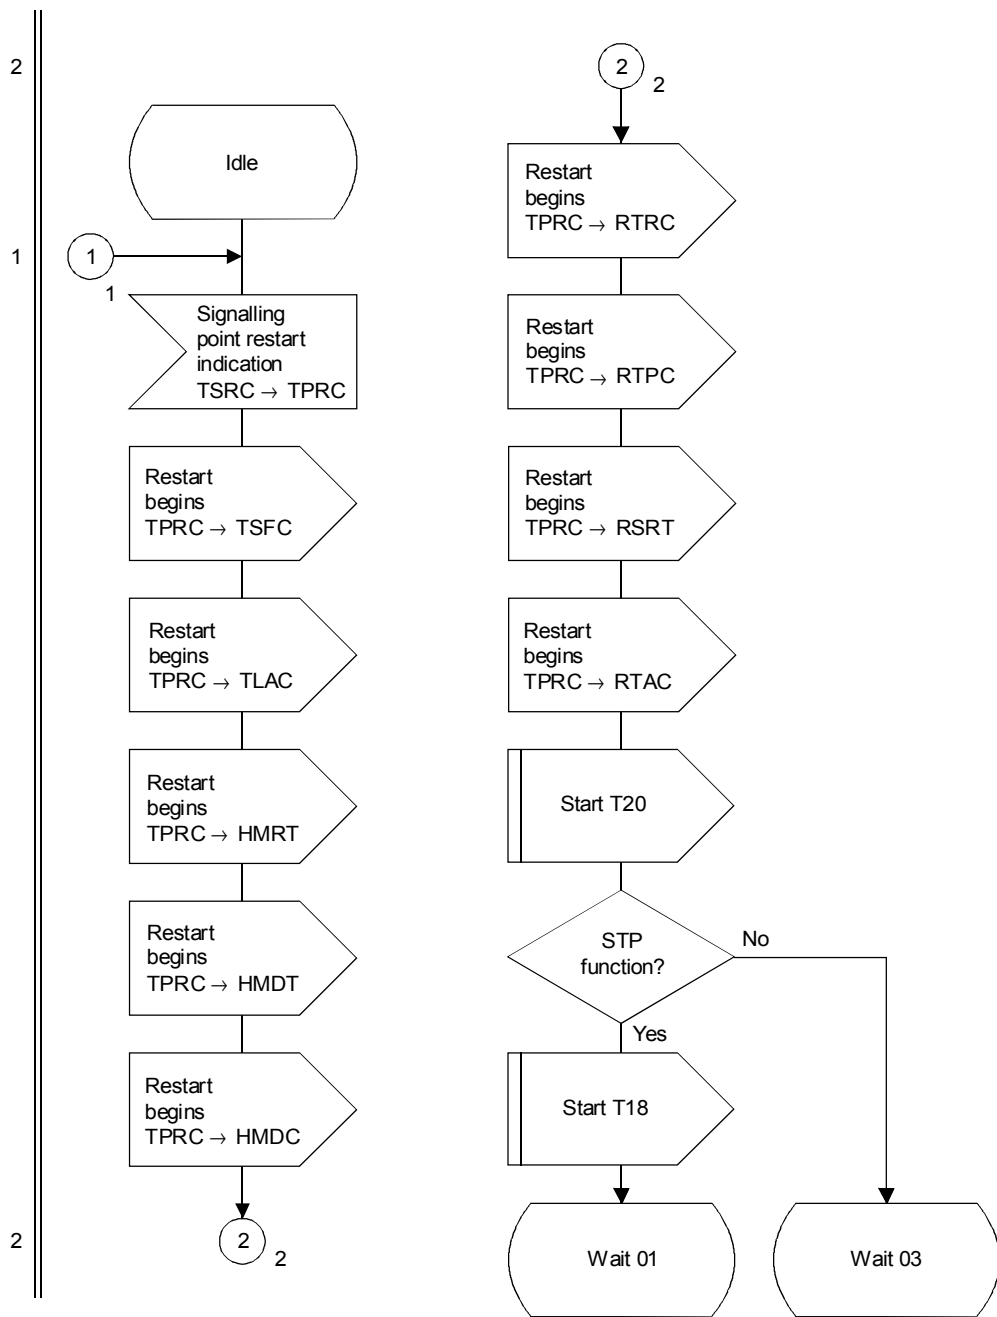 2
Idle
1
1
1
Signalling
point restart
indication
TSRC → TPRC
Restart
begins
TPRC → TSFC
Restart
begins
TPRC → TLAC
Restart
begins
TPRC → HMRT
Restart
begins
TPRC → HMDT
Restart
begins
TPRC → HMDC
2
2
2
2
2
Restart
begins
TPRC → RTRC
Restart
begins
TPRC → RTPC
Restart
begins
TPRC → RSRT
Restart
begins
TPRC → RTAC
Start T20
STP
function?
No
Yes
Start T18
Wait 01
Wait 03